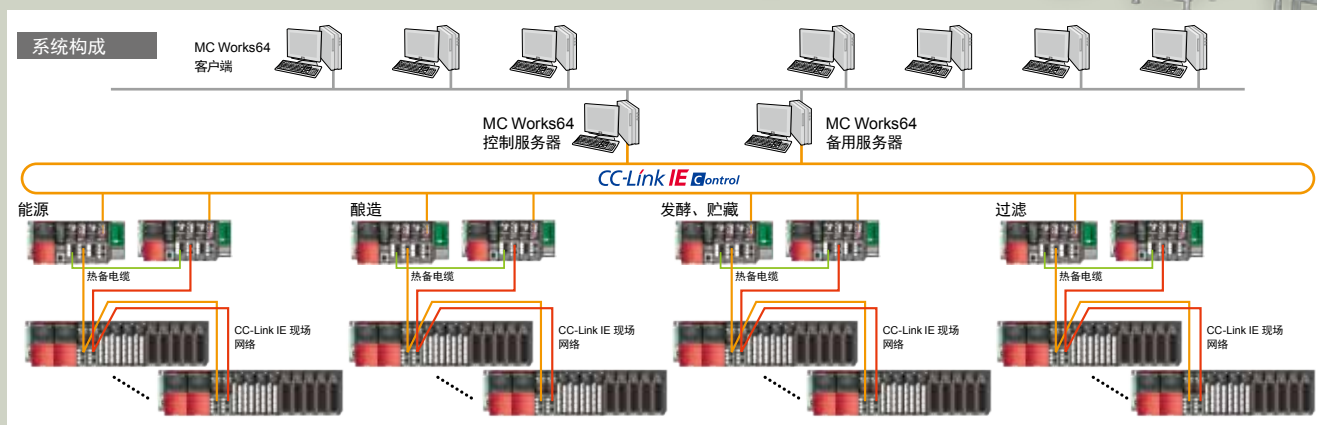 系统构成
MC Works64
客户端
MC Works64
控制服务器
MC Works64
备用服务器
CC-Link IE Control
能源
酿造
发酵、贮藏
过滤
热备电缆
热备电缆
热备电缆
热备电缆
CC-Link IE 现场
网络
CC-Link IE 现场
网络
CC-Link IE 现场
网络
CC-Link IE 现场
网络